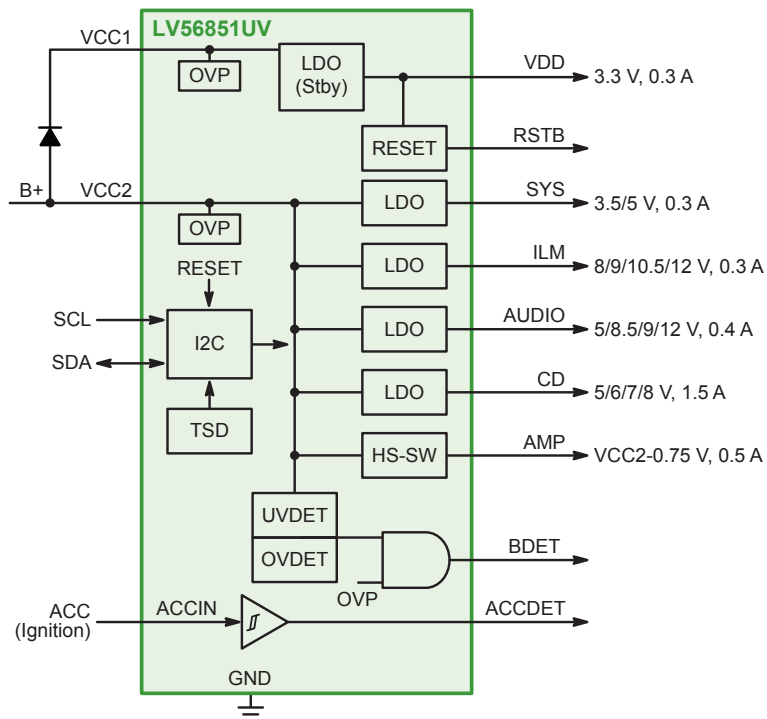 LV56851UV
VCC1
OVP
LDO
(Stby)
VDD
3.3 V, 0.3 A
RESET
RSTB
B+
VCC2
OVP
LDO
SYS
3.5/5 V, 0.3 A
RESET
LDO
ILM
8/9/10.5/12 V, 0.3 A
SCL
SDA
I2C
LDO
AUDIO
5/8.5/9/12 V, 0.4 A
TSD
LDO
CD
5/6/7/8 V, 1.5 A
HS-SW
AMP
VCC2-0.75 V, 0.5 A
UVDET
OVDET
OVP
BDET
ACC
(Ignition)
ACCIN
ACCDET
GND